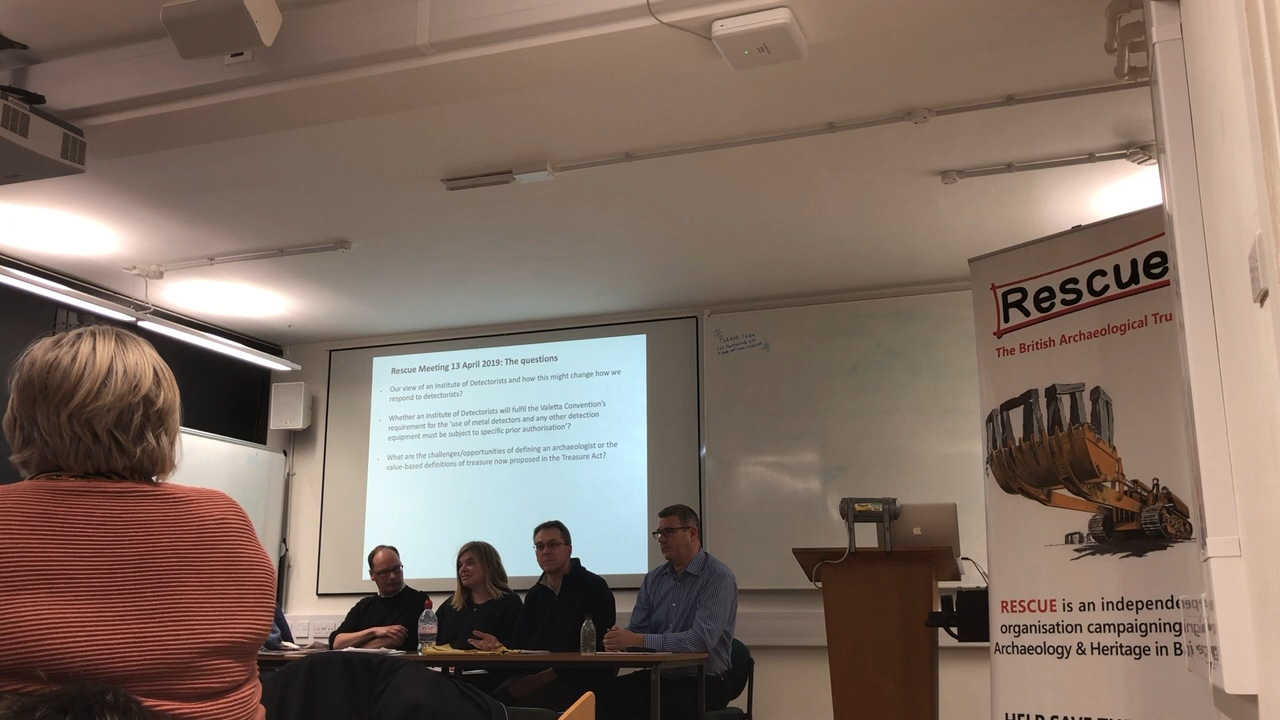 Rescue Meeting 13 April 2019: The questions
Our view of an Institute of Detectorists and how this might change how we
respond to detectorists?
Whether an Institute of Detectorists will fulfil the Valetta Convention's
requirement for the 'use of metal detectors and any other detection
equipment must be subject to specific prior authorisation'?
What are the challenges/opportunities of defining an archaeologist or the
value-based definitions of treasure now proposed in the Treasure Act?
PLEASE
Rescue
The British Archaeological
RESCUE is an
organisation campaigning
Archaeology & Heritage in
HELP SAVE